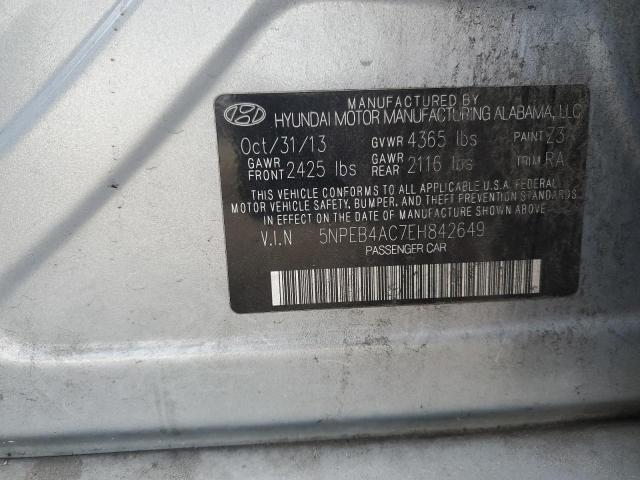 MANUFACTURED BY
HYUNDAI MOTOR MANUFACTURING ALABAMA, LLC
Oct/31/13 GVWR 4365 lbs PAINT Z3
GAWR FRONT 2425 lbs GAWR REAR 2116 lbs TRIM RA
THIS VEHICLE CONFORMS TO ALL APPLICABLE U.S.A. FEDERAL
MOTOR VEHICLE SAFETY, BUMPER, AND THEFT PREVENTION STANDARDS
IN EFFECT ON THE DATE OF MANUFACTURE SHOWN ABOVE.
V.I.N 5NPEB4AC7EH842649
PASSENGER CAR